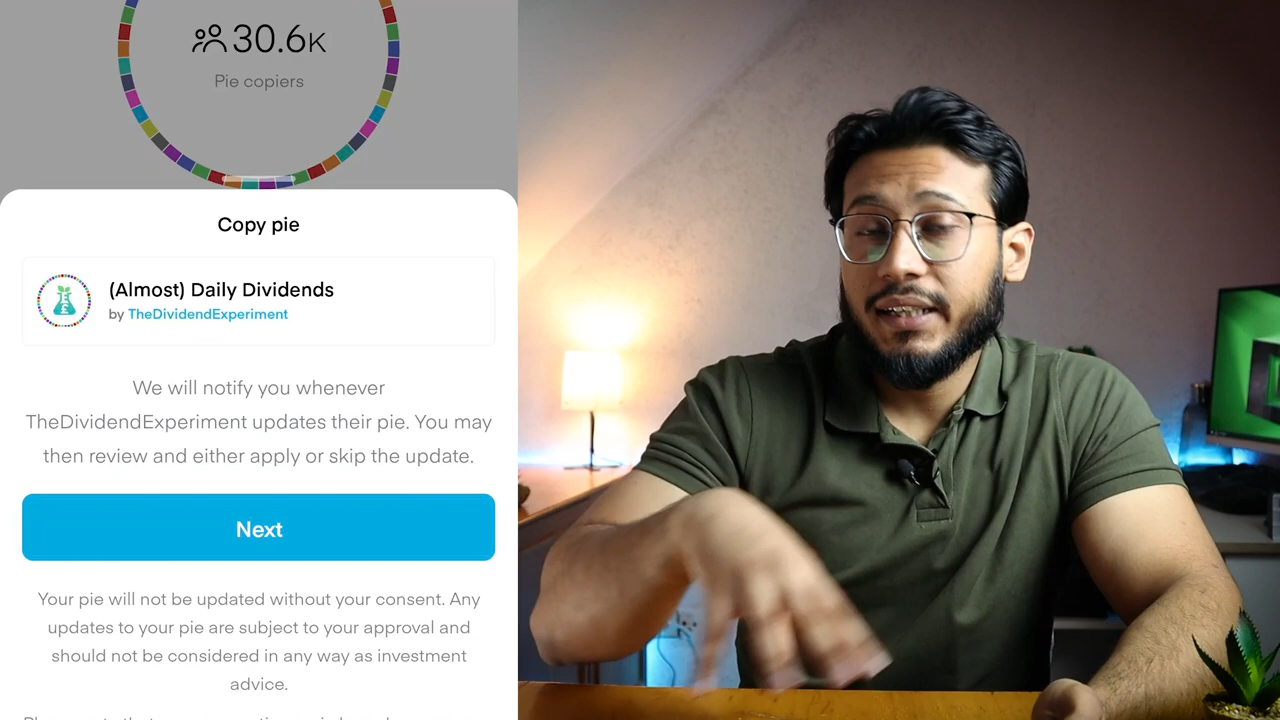 30.6K
Pie copiers
Copy pie
(Almost) Daily Dividends
by TheDividendExperiment
We will notify you whenever
TheDividendExperiment updates their pie. You may
then review and either apply or skip the update.
Next
Your pie will not be updated without your consent. Any
updates to your pie are subject to your approval and
should not be considered in any way as investment
advice.